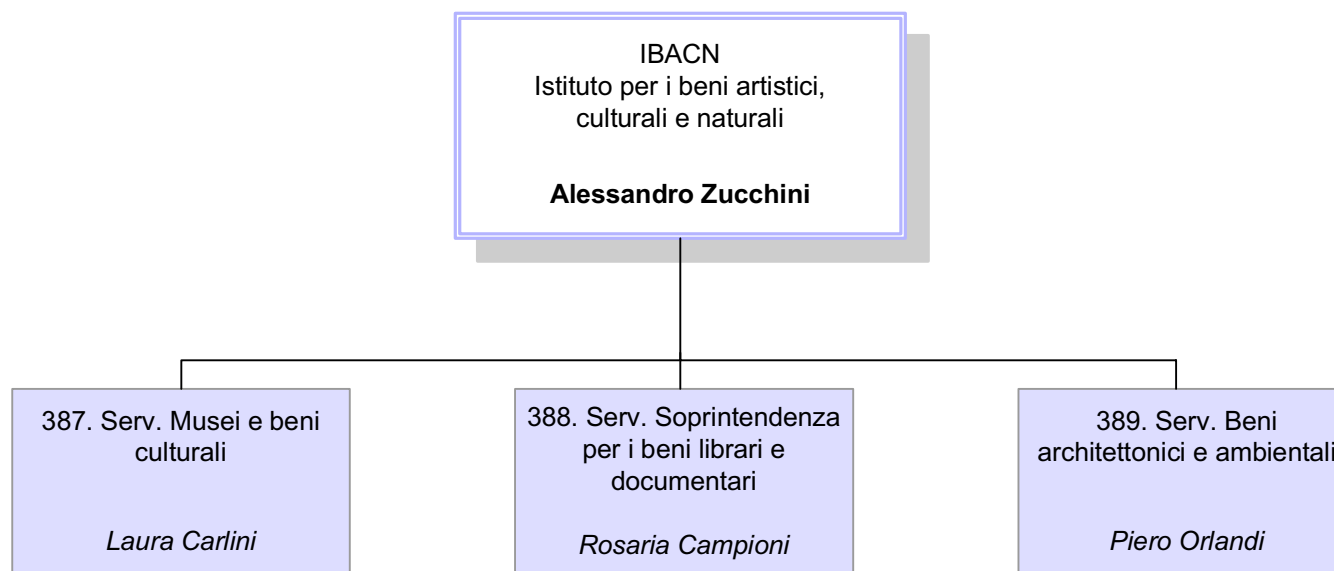 IBACN
Istituto per i beni artistici,
culturali e naturali
Alessandro Zucchini
387. Serv. Musei e beni
culturali
Laura Carlini
388. Serv. Soprintendenza
per i beni librari e
documentari
Rosaria Campioni
389. Serv. Beni
architettonici e ambientali
Piero Orlandi